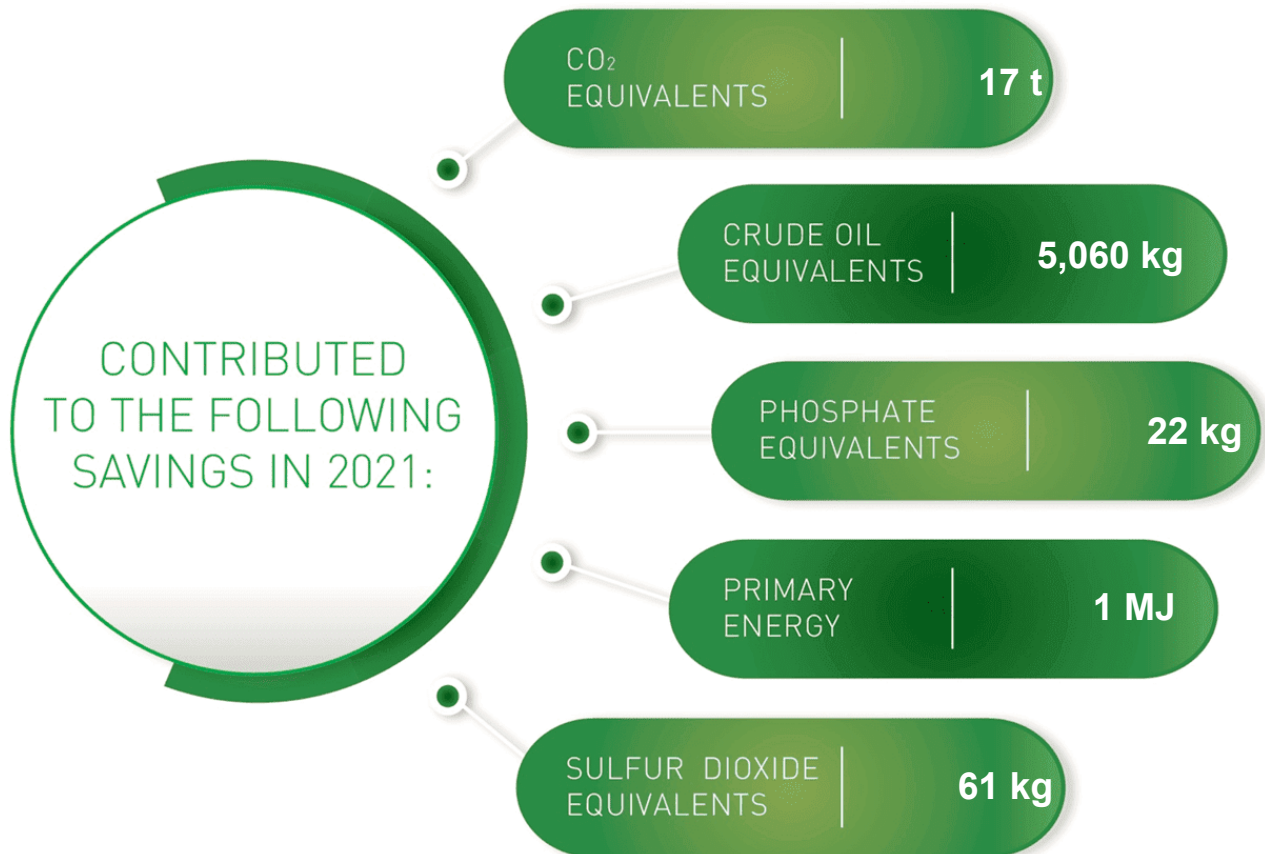 CONTRIBUTED
TO THE FOLLOWING
SAVINGS IN 2021:
CO₂
EQUIVALENTS
17 t
CRUDE OIL
EQUIVALENTS
5,060 kg
PHOSPHATE
EQUIVALENTS
22 kg
PRIMARY
ENERGY
1 MJ
SULFUR DIOXIDE
EQUIVALENTS
61 kg